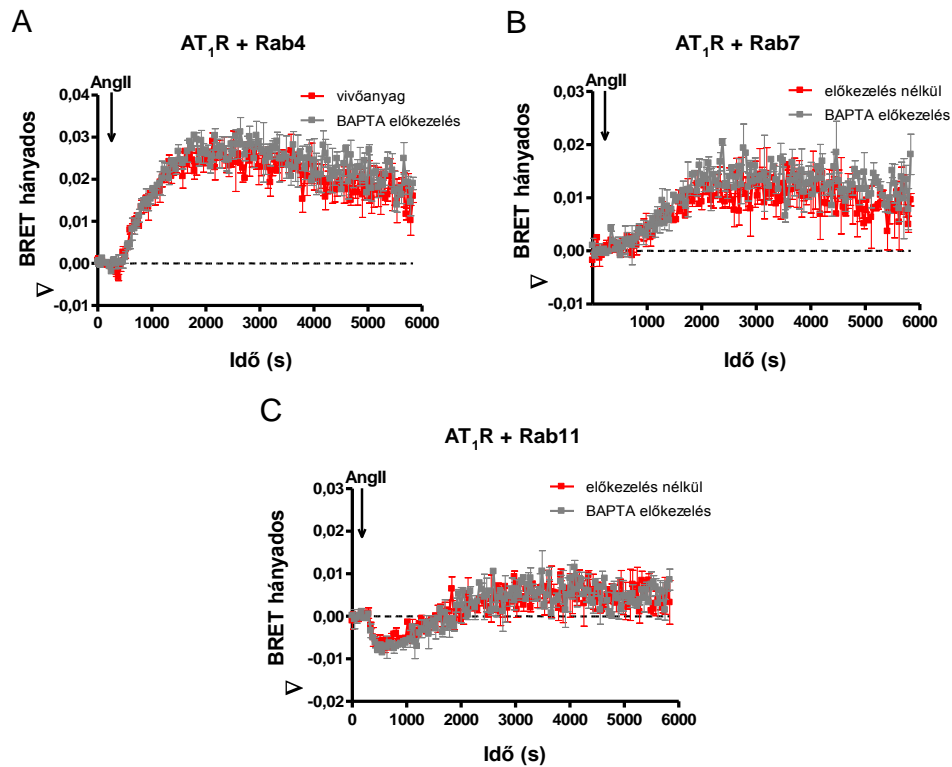 A
AT1R + Rab4
AngII
vivőanyag
BAPTA előkezelés
0,04
0,03
0,02
0,01
0,00
-0,01
∇ BRET hányados
0 1000 2000 3000 4000 5000 6000
Idő (s)
B
AT1R + Rab7
AngII
előkezelés nélkül
BAPTA előkezelés
0,03
0,02
0,01
0,00
-0,01
∇ BRET hányados
1000 2000 3000 4000 5000 6000
Idő (s)
C
AT1R + Rab11
AngII
előkezelés nélkül
BAPTA előkezelés
0,03
0,02
0,01
0,00
-0,01
-0,02
∇ BRET hányados
0 1000 2000 3000 4000 5000 6000
Idő (s)